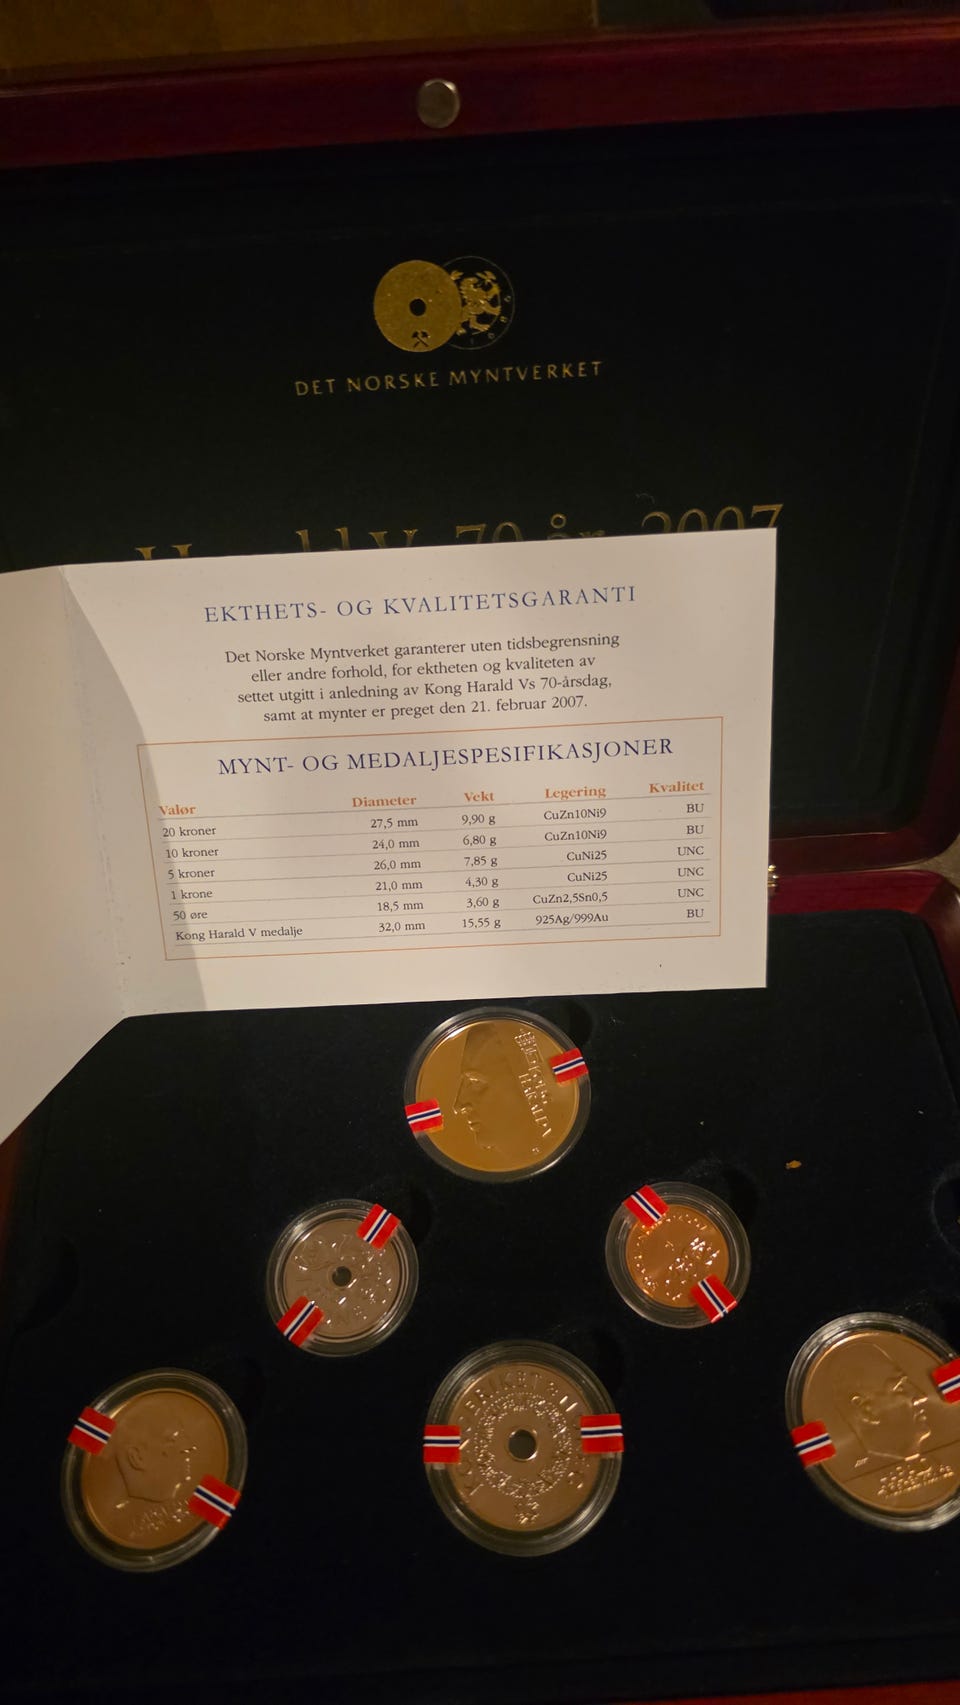 DET NORSKE MYNTVERKET
Harald V 70 år 2007
EKTHETS- OG KVALITETSGARANTI
Det Norske Myntverket garanterer uten tidsbegrensning
eller andre forhold, for ektheten og kvaliteten av
settet utgitt i anledning av Kong Harald Vs 70-årsdag,
samt at mynter er preget den 21. februar 2007.
MYNT- OG MEDALJESPESIFIKASJONER
Valør Diameter Vekt Legering Kvalitet
20 kroner 27,5 mm 9,90 g CuZn10Ni9 BU
10 kroner 24,0 mm 6,80 g CuZn10Ni9 BU
5 kroner 26,0 mm 7,85 g CuNi25 UNC
1 krone 21,0 mm 4,30 g CuNi25 UNC
50 øre 18,5 mm 3,60 g CuZn2,5Sn0,5 UNC
Kong Harald V medalje 32,0 mm 15,55 g 925Ag/999Au BU